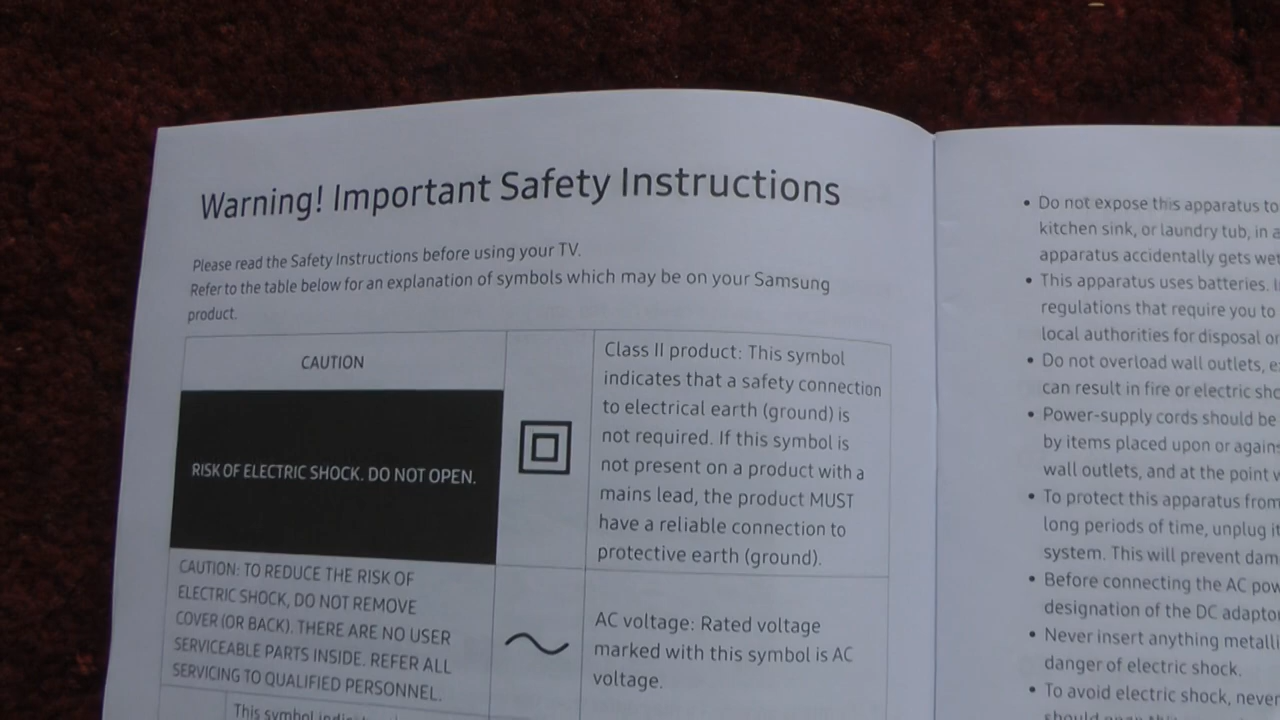 Warning! Important Safety Instructions
Please read the Safety Instructions before using your TV.
Refer to the table below for an explanation of symbols which may be on your Samsung
product.
CAUTION
RISK OF ELECTRIC SHOCK. DO NOT OPEN.
CAUTION: TO REDUCE THE RISK OF
ELECTRIC SHOCK, DO NOT REMOVE
COVER (OR BACK). THERE ARE NO USER
SERVICEABLE PARTS INSIDE. REFER ALL
SERVICING TO QUALIFIED PERSONNEL.
This symbol
Class II product: This symbol
indicates that a safety connection
to electrical earth (ground) is
not required. If this symbol is
not present on a product with a
mains lead, the product MUST
have a reliable connection to
protective earth (ground).
AC voltage: Rated voltage
marked with this symbol is AC
voltage.
• Do not expose this apparatus to
kitchen sink, or laundry tub, in a
apparatus accidentally gets wet
• This apparatus uses batteries.
regulations that require you to
local authorities for disposal or
• Do not overload wall outlets,
can result in fire or electric
• Power-supply cords should be
by items placed upon or
wall outlets, and at the point
• To protect this apparatus from
long periods of time, unplug
system. This will prevent
• Before connecting the AC
designation of the DC
• Never insert anything
danger of electric shock.
• To avoid electric shock, never